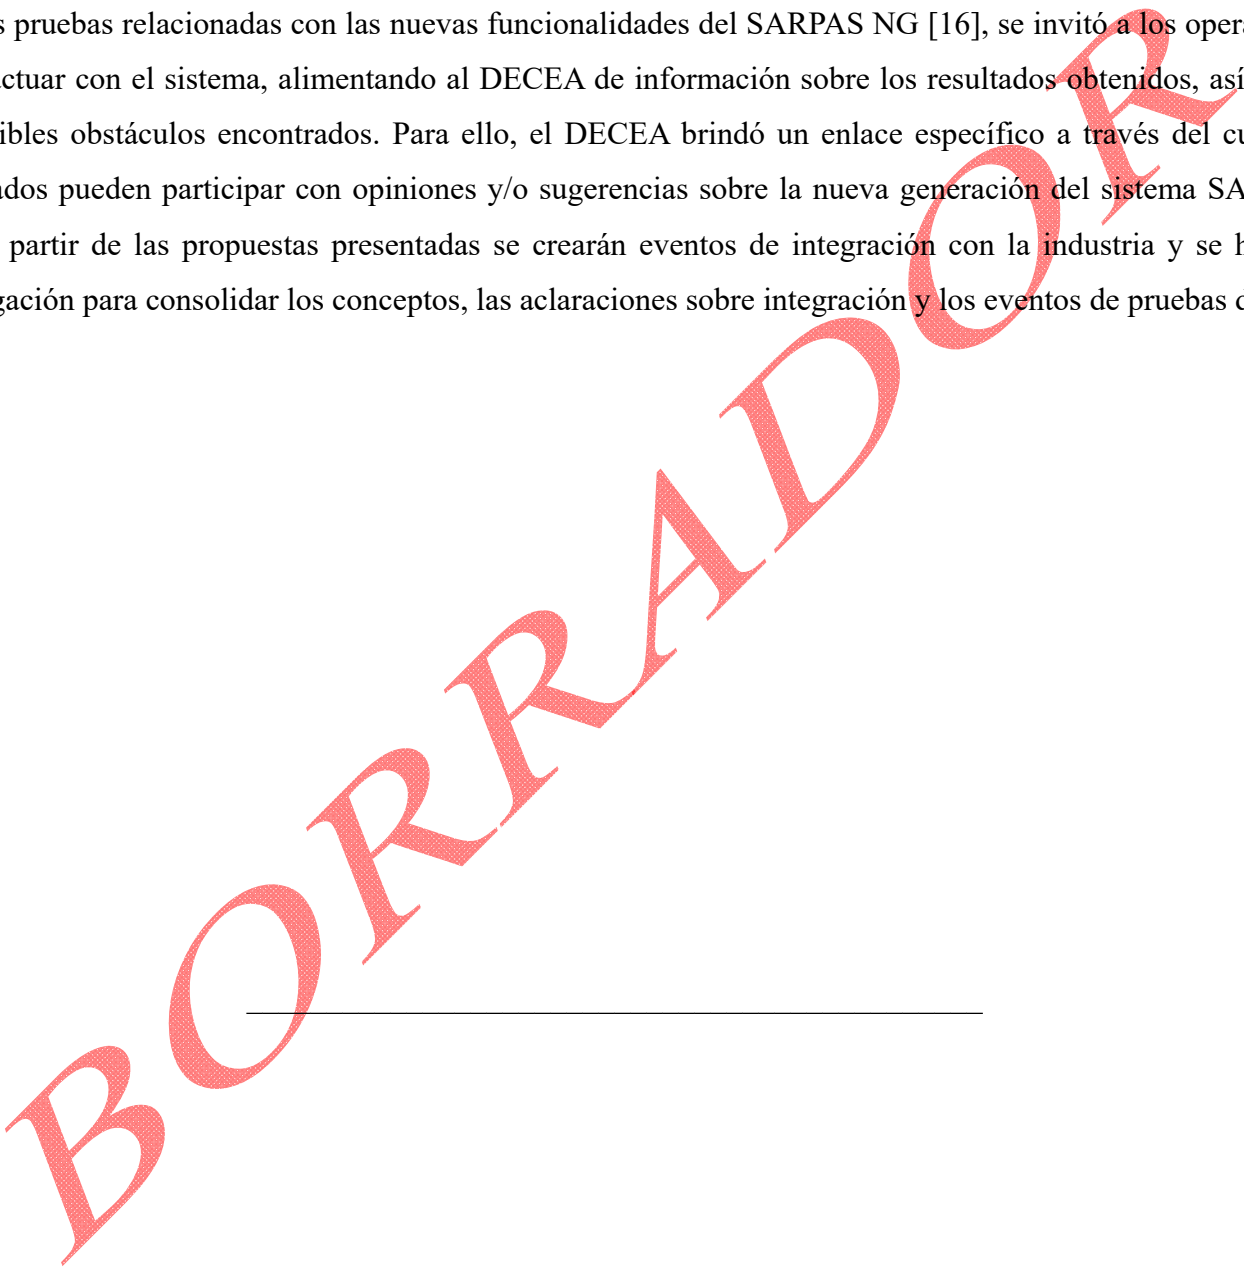 s pruebas relacionadas con las nuevas funcionalidades del SARPAS NG [16], se invitó a los opera
ctuar con el sistema, alimentando al DECEA de información sobre los resultados obtenidos, así
ibles obstáculos encontrados. Para ello, el DECEA brindó un enlace específico a través del cu
ados pueden participar con opiniones y/o sugerencias sobre la nueva generación del sistema SA
partir de las propuestas presentadas se crearán eventos de integración con la industria y se h
gación para consolidar los conceptos, las aclaraciones sobre integración y los eventos de pruebas d
BORRADOR